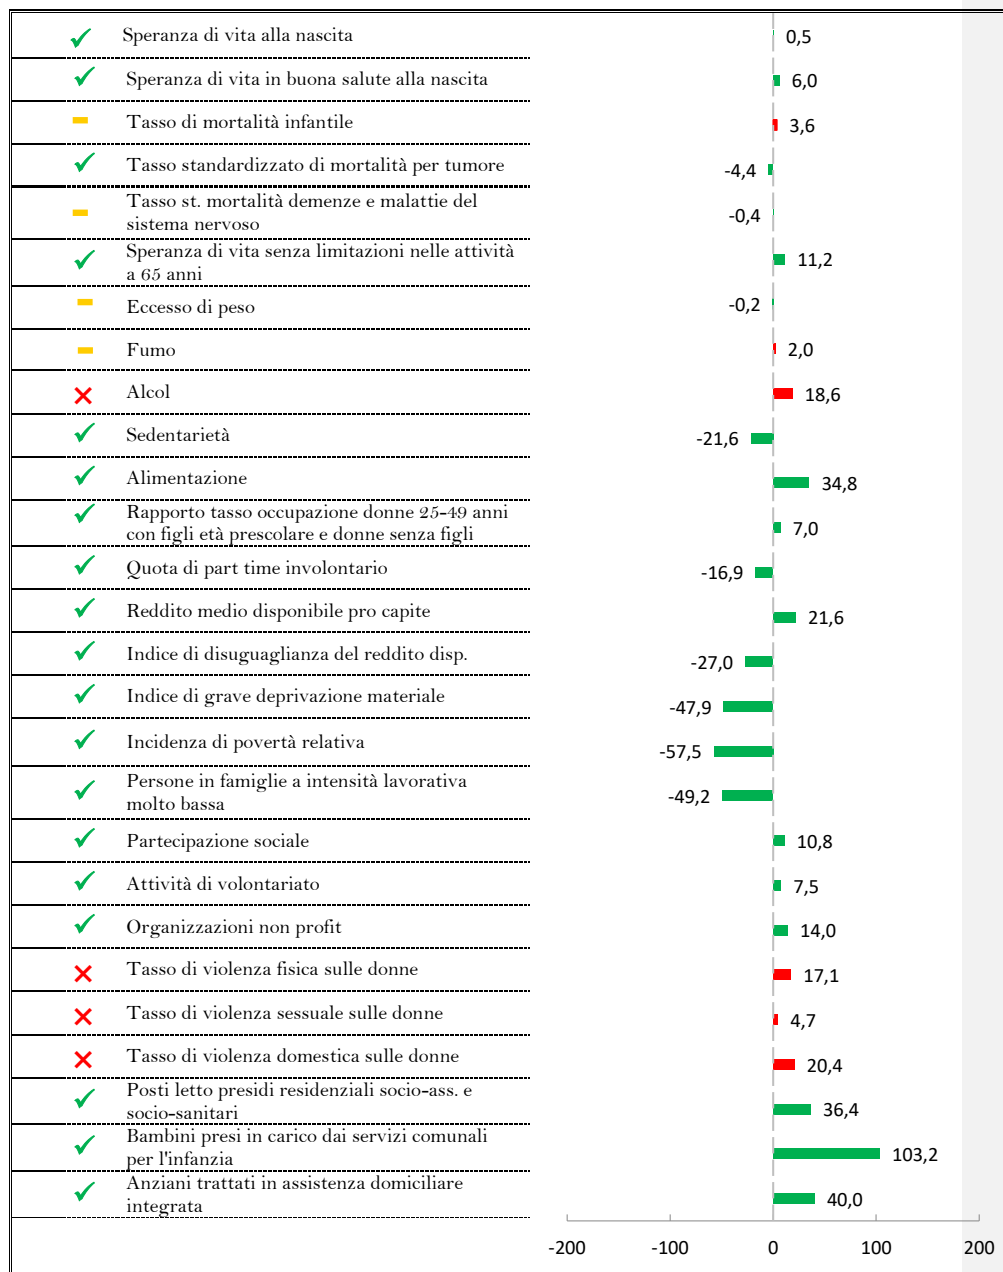 Speranza di vita alla nascita
0,5
Speranza di vita in buona salute alla nascita
6,0
Tasso di mortalità infantile
3,6
Tasso standardizzato di mortalità per tumore
-4,4
Tasso st. mortalità demenze e malattie del
sistema nervoso
-0,4
Speranza di vita senza limitazioni nelle attività
a 65 anni
11,2
Eccesso di peso
-0,2
Fumo
2,0
Alcol
18,6
Sedentarietà
-21,6
Alimentazione
34,8
Rapporto tasso occupazione donne 25-49 anni
con figli età prescolare e donne senza figli
7,0
Quota di part time involontario
-16,9
Reddito medio disponibile pro capite
21,6
Indice di disuguaglianza del reddito disp.
-27,0
Indice di grave deprivazione materiale
-47,9
Incidenza di povertà relativa
-57,5
Persone in famiglie a intensità lavorativa
molto bassa
-49,2
Partecipazione sociale
10,8
Attività di volontariato
7,5
Organizzazioni non profit
14,0
Tasso di violenza fisica sulle donne
17,1
Tasso di violenza sessuale sulle donne
4,7
Tasso di violenza domestica sulle donne
20,4
Posti letto presidi residenziali socio-ass. e
socio-sanitari
36,4
Bambini presi in carico dai servizi comunali
per l'infanzia
103,2
Anziani trattati in assistenza domiciliare
integrata
40,0
-200 -100 0 100 200